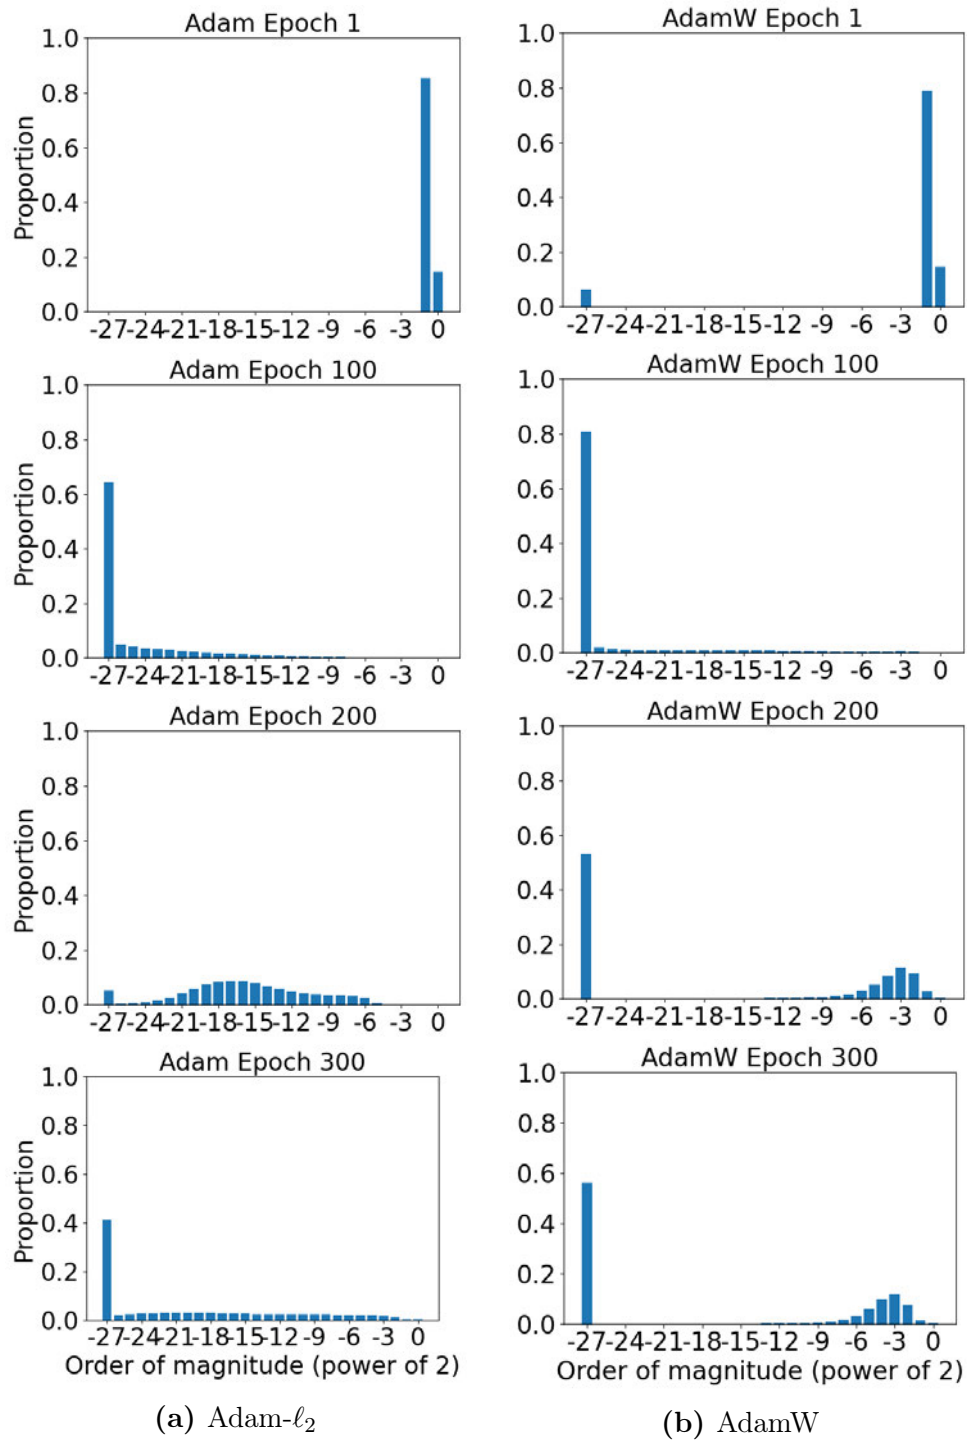 Adam Epoch 1
1.0
0.8
0.6
0.4
0.2
0.0
Proportion
-27 -24 -21 -18 -15 -12 -9 -6 -3 0
AdamW Epoch 1
1.0
0.8
0.6
0.4
0.2
0.0
-27 -24 -21 -18 -15 -12 -9 -6 -3 0
Adam Epoch 100
1.0
0.8
0.6
0.4
0.2
0.0
Proportion
-27 -24 -21 -18 -15 -12 -9 -6 -3 0
AdamW Epoch 100
1.0
0.8
0.6
0.4
0.2
0.0
-27 -24 -21 -18 -15 -12 -9 -6 -3 0
Adam Epoch 200
1.0
0.8
0.6
0.4
0.2
0.0
Proportion
-27 -24 -21 -18 -15 -12 -9 -6 -3 0
AdamW Epoch 200
1.0
0.8
0.6
0.4
0.2
0.0
-27 -24 -21 -18 -15 -12 -9 -6 -3 0
Adam Epoch 300
1.0
0.8
0.6
0.4
0.2
0.0
Proportion
-27 -24 -21 -18 -15 -12 -9 -6 -3 0
Order of magnitude (power of 2)
AdamW Epoch 300
1.0
0.8
0.6
0.4
0.2
0.0
-27 -24 -21 -18 -15 -12 -9 -6 -3 0
Order of magnitude (power of 2)
(a) Adam-ℓ₂
(b) AdamW